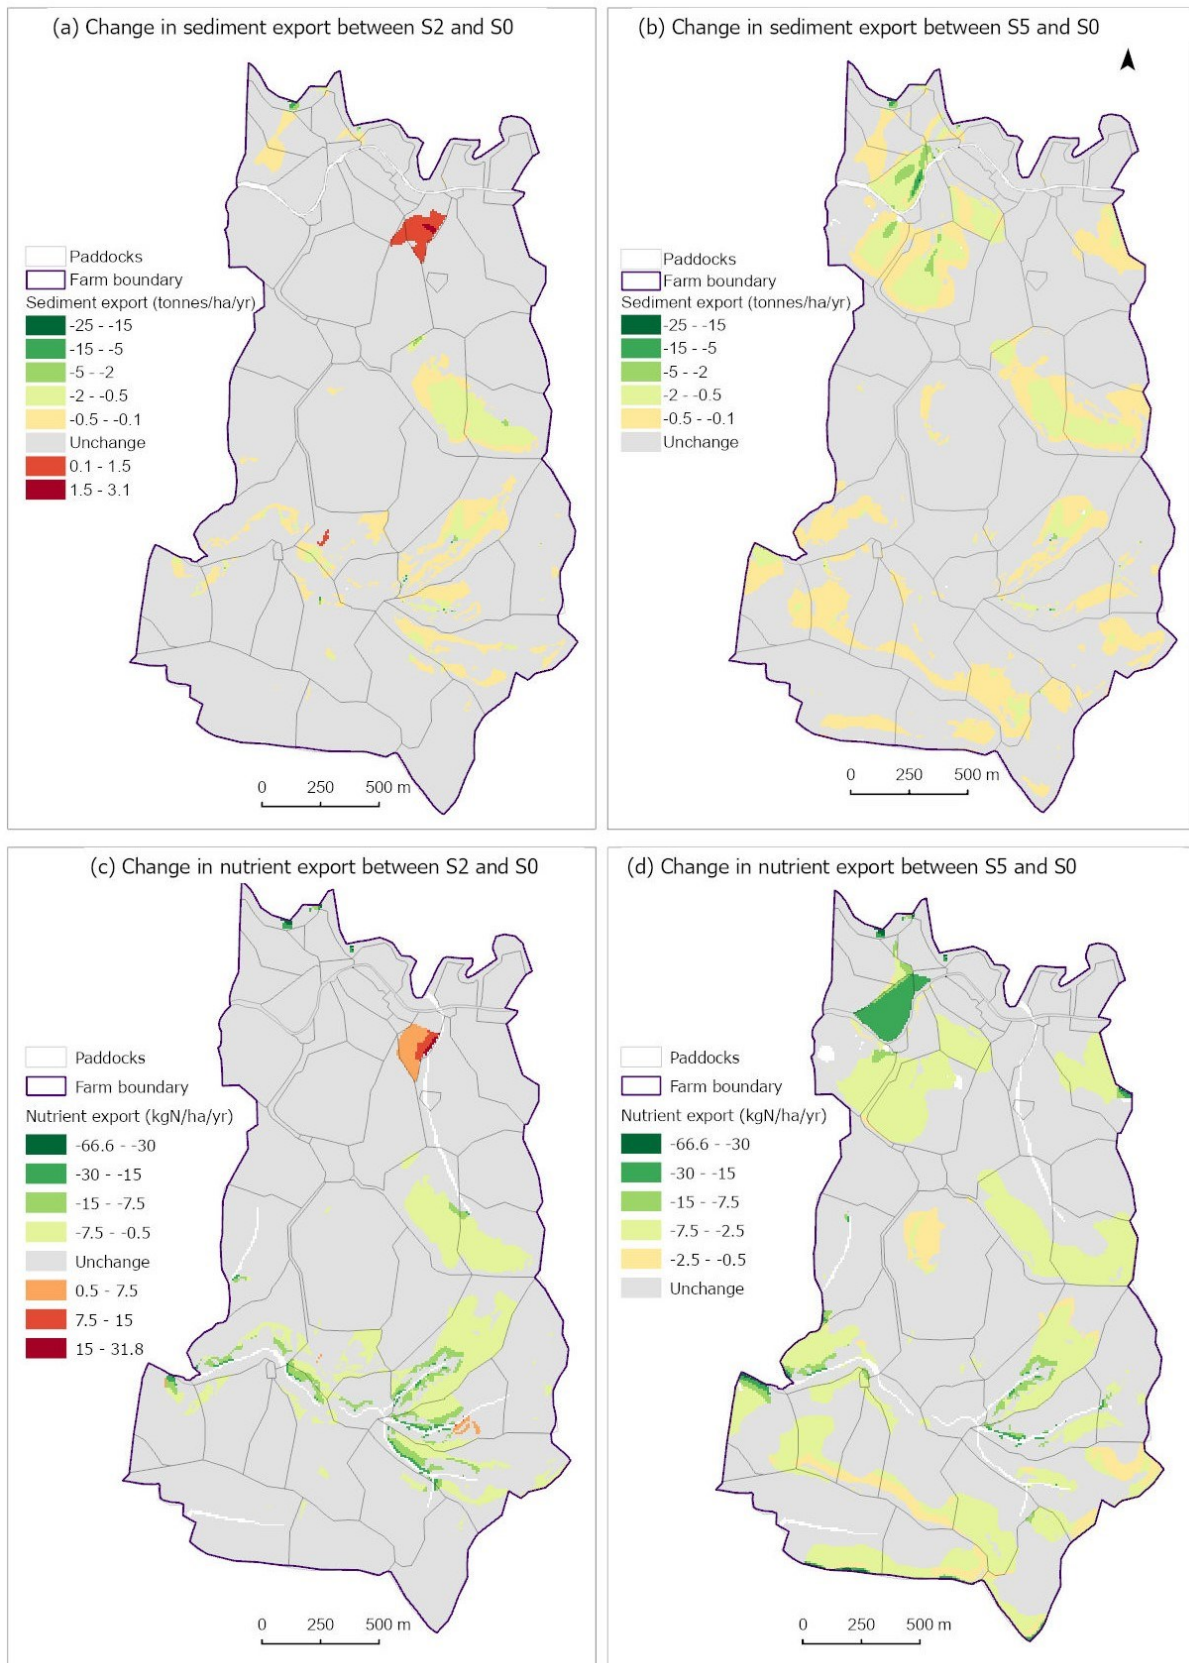 (a) Change in sediment export between S2 and S0
Paddocks
Farm boundary
Sediment export (tonnes/ha/yr)
-25 - -15
-15 - -5
-5 - -2
-2 - -0.5
-0.5 - -0.1
Unchange
0.1 - 1.5
1.5 - 3.1
0 250 500 m
(b) Change in sediment export between S5 and S0
Paddocks
Farm boundary
Sediment export (tonnes/ha/yr)
-25 - -15
-15 - -5
-5 - -2
-2 - -0.5
-0.5 - -0.1
Unchange
0 250 500 m
(c) Change in nutrient export between S2 and S0
Paddocks
Farm boundary
Nutrient export (kgN/ha/yr)
-66.6 - -30
-30 - -15
-15 - -7.5
-7.5 - -0.5
Unchange
0.5 - 7.5
7.5 - 15
15 - 31.8
0 250 500 m
(d) Change in nutrient export between S5 and S0
Paddocks
Farm boundary
Nutrient export (kgN/ha/yr)
-66.6 - -30
-30 - -15
-15 - -7.5
-7.5 - -2.5
-2.5 - -0.5
Unchange
0 250 500 m